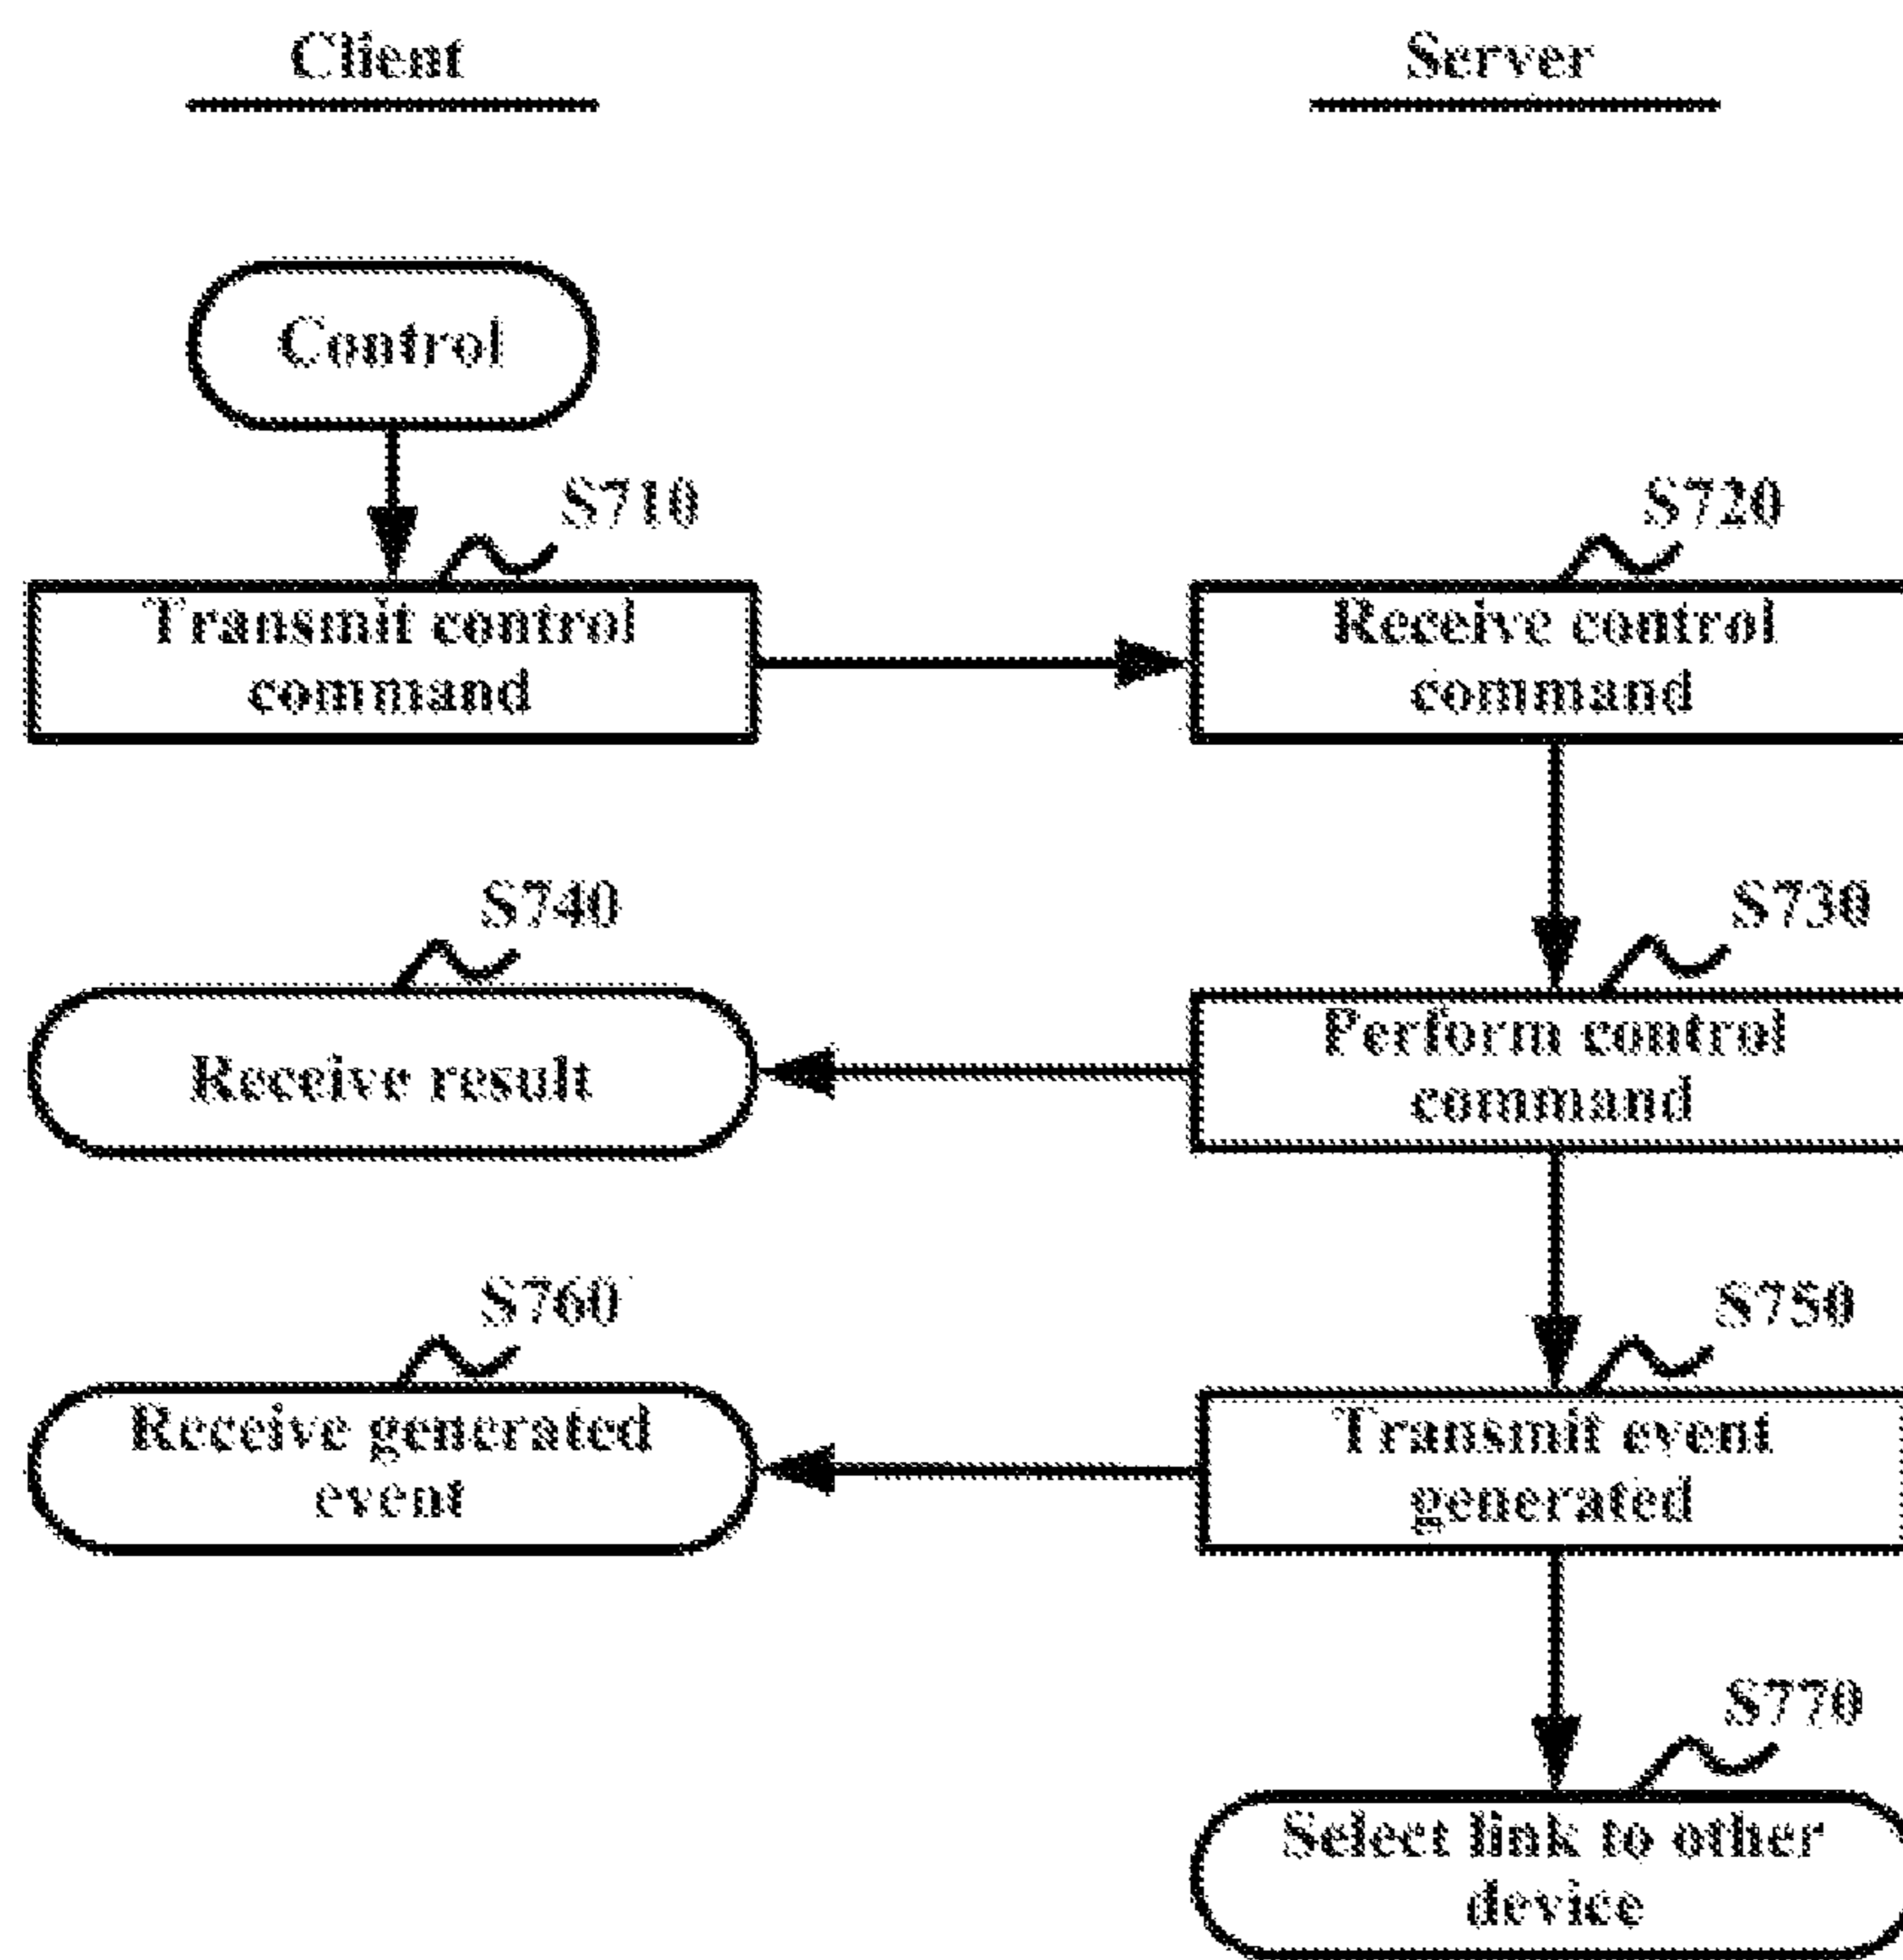 Client
Server
Control
S710
S720
Transmit control
command
Receive control
command
S740
S730
Receive result
Perform control
command
S760
S750
Receive generated
event
Transmit event
generated
S770
Select link to other
device